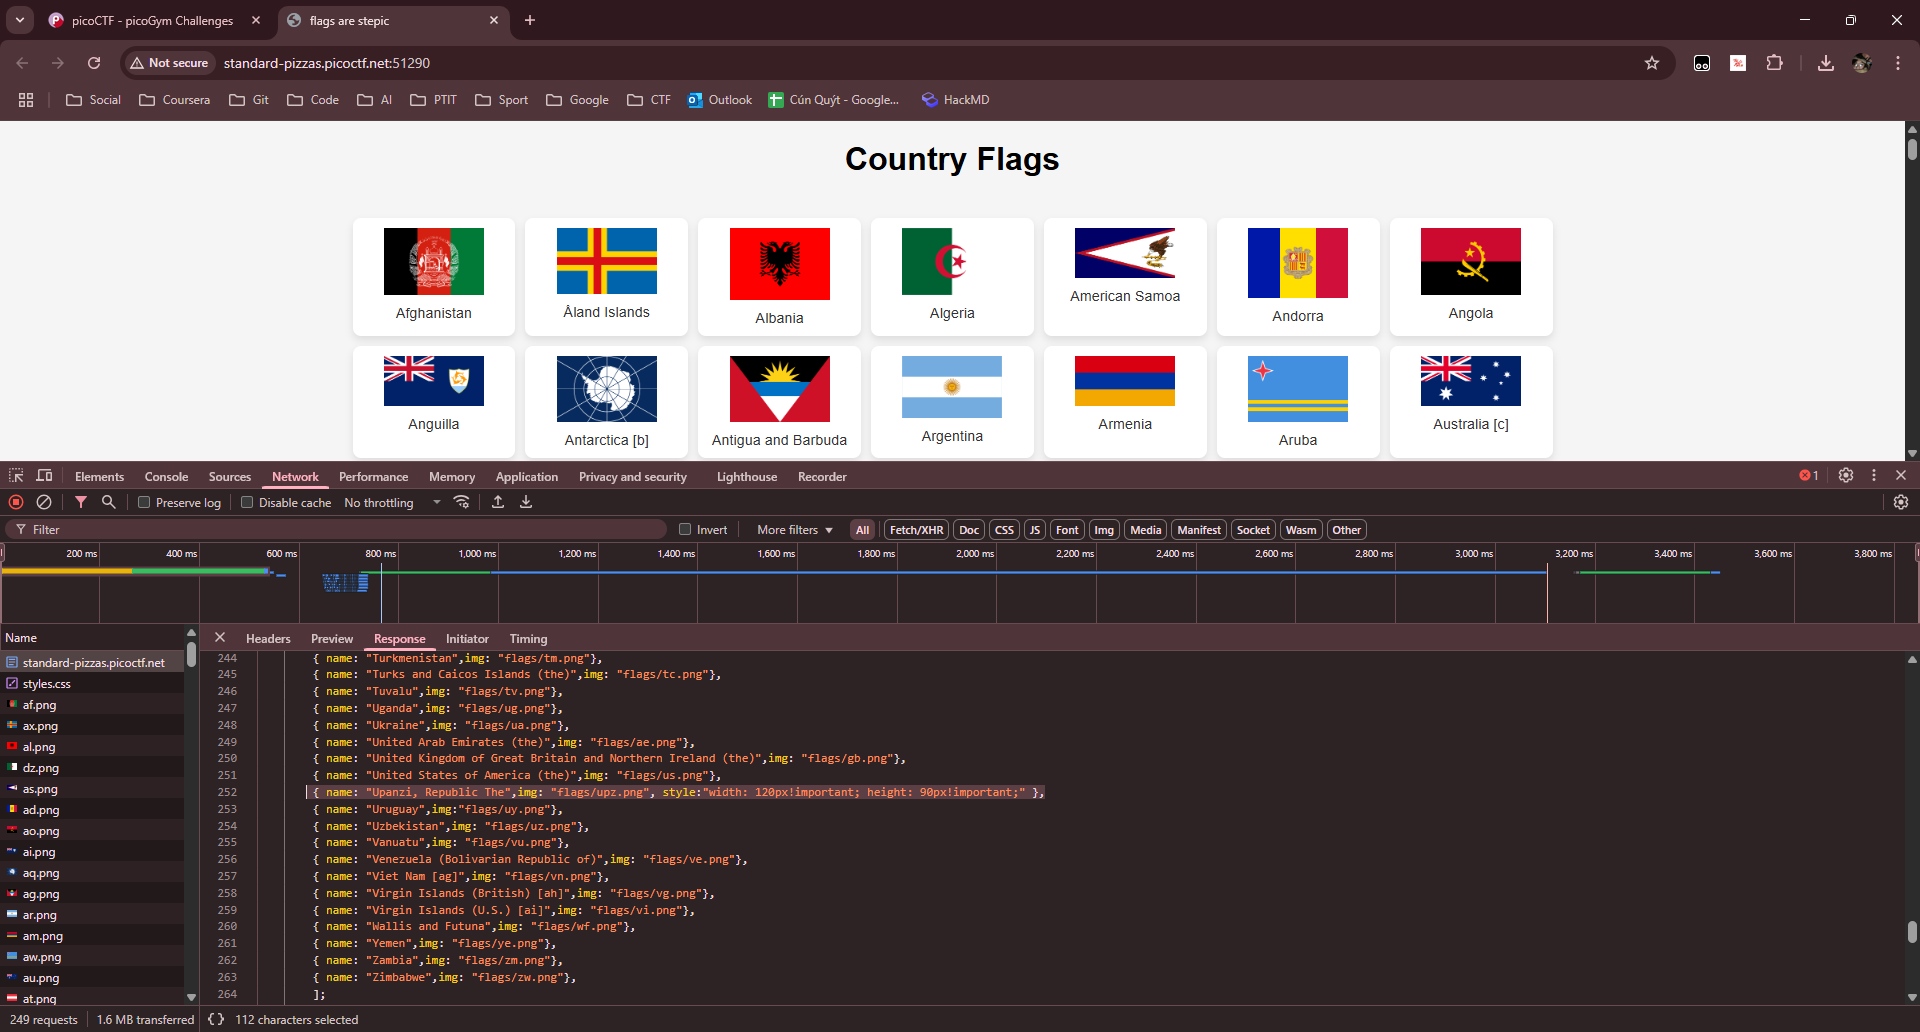 picoCTF - picoGym Challenges
flags are stepic
Not secure
standard-pizzas.picoctf.net:51290
Social
Coursera
Git
Code
AI
PTIT
Sport
Google
CTF
Outlook
Cún Quýt - Google...
HackMD
Country Flags
Afghanistan
Åland Islands
Albania
Algeria
American Samoa
Andorra
Angola
Anguilla
Antarctica [b]
Antigua and Barbuda
Argentina
Armenia
Aruba
Australia [c]
Elements
Console
Sources
Network
Performance
Memory
Application
Privacy and security
Lighthouse
Recorder
1
Preserve log
Disable cache
No throttling
Filter
Invert
More filters
All
Fetch/XHR
Doc
CSS
JS
Font
Img
Media
Manifest
Socket
Wasm
Other
200 ms
400 ms
600 ms
800 ms
1,000 ms
1,200 ms
1,400 ms
1,600 ms
1,800 ms
2,000 ms
2,200 ms
2,400 ms
2,600 ms
2,800 ms
3,000 ms
3,200 ms
3,400 ms
3,600 ms
3,800 ms
Name
standard-pizzas.picoctf.net
styles.css
af.png
ax.png
al.png
dz.png
as.png
ad.png
ao.png
ai.png
aq.png
ag.png
ar.png
am.png
aw.png
au.png
at.png
Headers
Preview
Response
Initiator
Timing
244 { name: "Turkmenistan",img: "flags/tm.png"},
245 { name: "Turks and Caicos Islands (the)",img: "flags/tc.png"},
246 { name: "Tuvalu",img: "flags/tv.png"},
247 { name: "Uganda",img: "flags/ug.png"},
248 { name: "Ukraine",img: "flags/ua.png"},
249 { name: "United Arab Emirates (the)",img: "flags/ae.png"},
250 { name: "United Kingdom of Great Britain and Northern Ireland (the)",img: "flags/gb.png"},
251 { name: "United States of America (the)",img: "flags/us.png"},
252 { name: "Upanzi, Republic The",img: "flags/upz.png", style:"width: 120px!important; height: 90px!important;" },
253 { name: "Uruguay",img:"flags/uy.png"},
254 { name: "Uzbekistan",img: "flags/uz.png"},
255 { name: "Vanuatu",img: "flags/vu.png"},
256 { name: "Venezuela (Bolivarian Republic of)",img: "flags/ve.png"},
257 { name: "Viet Nam [ag]",img: "flags/vn.png"},
258 { name: "Virgin Islands (British) [ah]",img: "flags/vg.png"},
259 { name: "Virgin Islands (U.S.) [ai]",img: "flags/vi.png"},
260 { name: "Wallis and Futuna",img: "flags/wf.png"},
261 { name: "Yemen",img: "flags/ye.png"},
262 { name: "Zambia",img: "flags/zm.png"},
263 { name: "Zimbabwe",img: "flags/zw.png"},
264 ];
249 requests
1.6 MB transferred
{} 112 characters selected